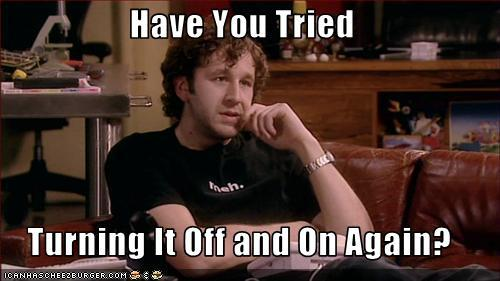 Have You Tried
meh.
Turning It Off and On Again?
ICANHASCHEEZBURGER.COM